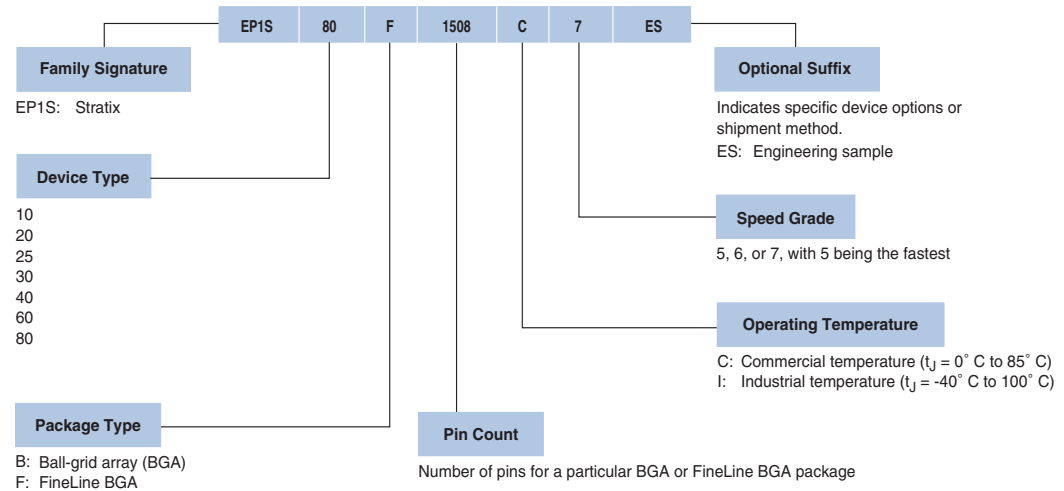 EP1S 80 F 1508 C 7 ES
Family Signature
EP1S: Stratix
Device Type
10
20
25
30
40
60
80
Package Type
B: Ball-grid array (BGA)
F: FineLine BGA
Pin Count
Number of pins for a particular BGA or FineLine BGA package
Optional Suffix
Indicates specific device options or
shipment method.
ES: Engineering sample
Speed Grade
5, 6, or 7, with 5 being the fastest
Operating Temperature
C: Commercial temperature (tJ = 0° C to 85° C)
I: Industrial temperature (tJ = -40° C to 100° C)